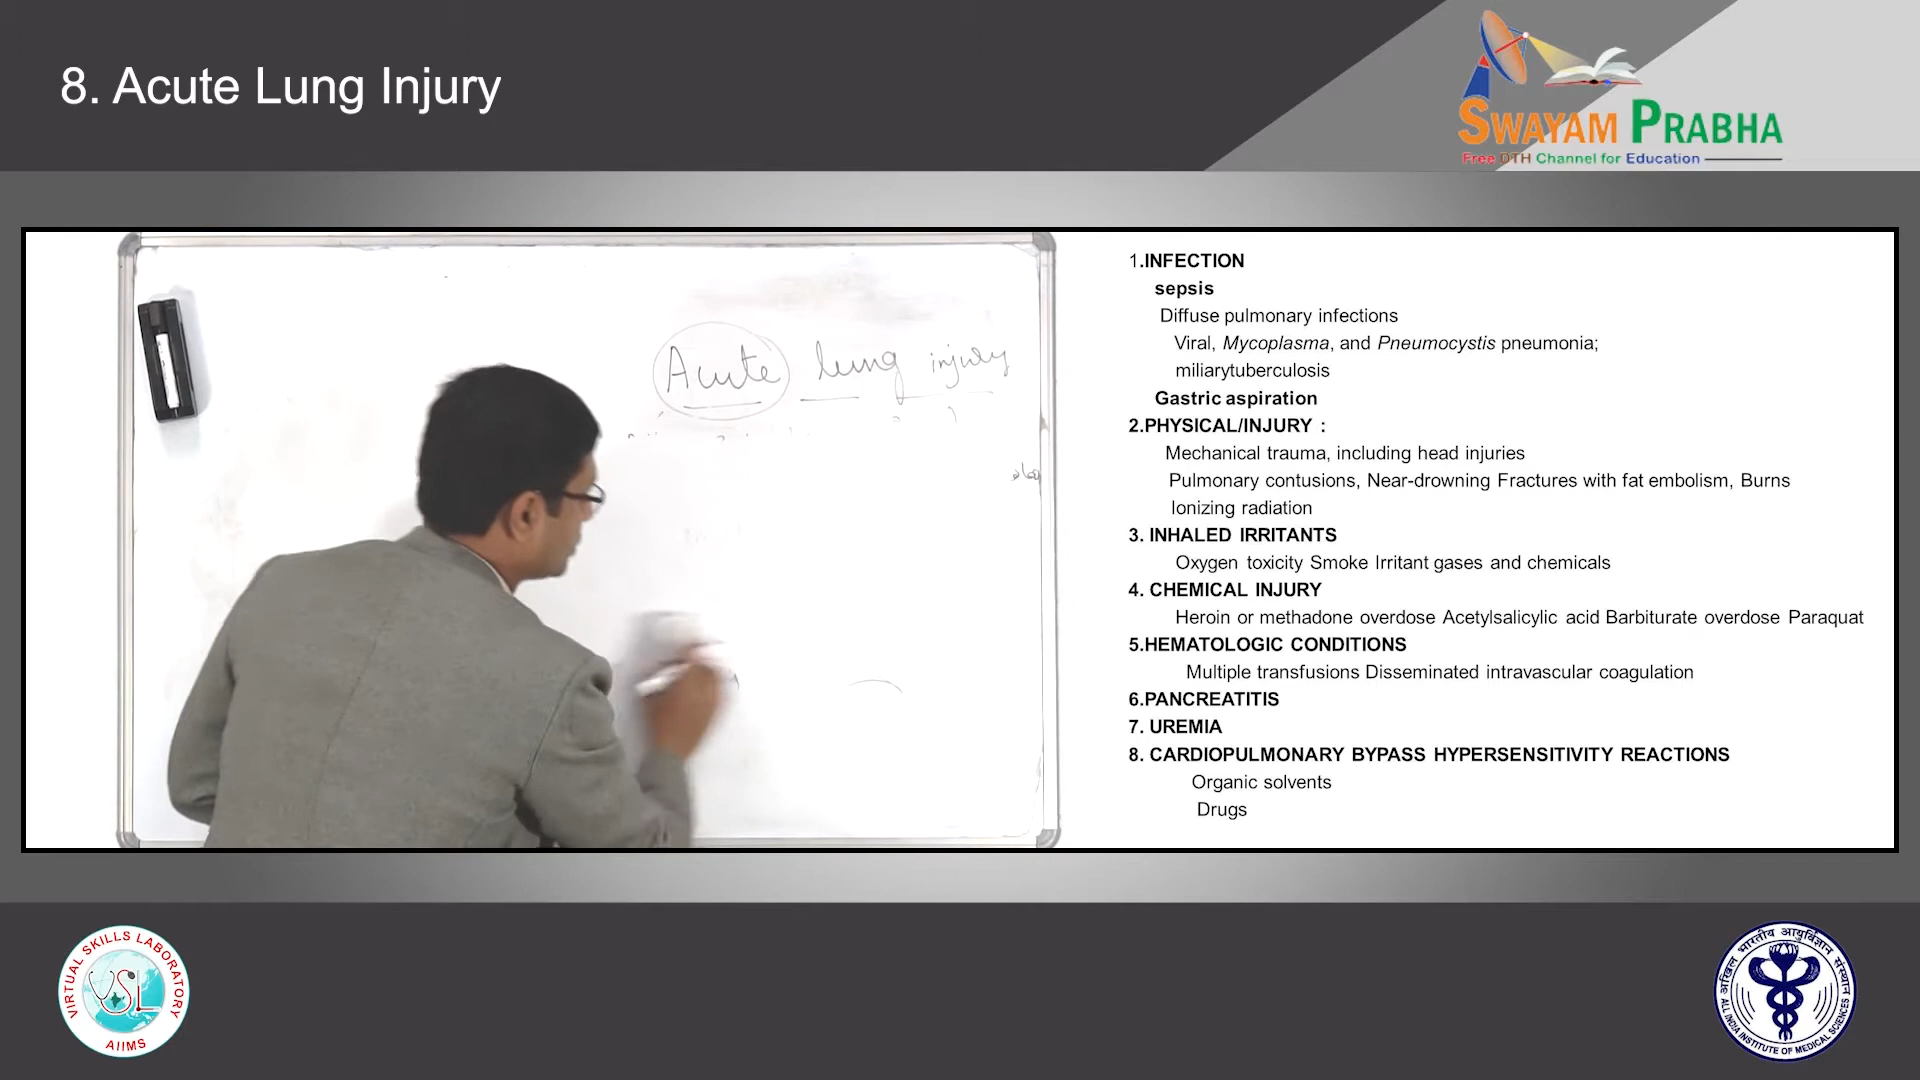 8. Acute Lung Injury
SWAYAM PRABHA
Free DTH Channel for Education
Acute lung injury
1.INFECTION
sepsis
Diffuse pulmonary infections
Viral, Mycoplasma, and Pneumocystis pneumonia;
miliarytuberculosis
Gastric aspiration
2.PHYSICAL/INJURY :
Mechanical trauma, including head injuries
Pulmonary contusions, Near-drowning Fractures with fat embolism, Burns
Ionizing radiation
3. INHALED IRRITANTS
Oxygen toxicity Smoke Irritant gases and chemicals
4. CHEMICAL INJURY
Heroin or methadone overdose Acetylsalicylic acid Barbiturate overdose Paraquat
5.HEMATOLOGIC CONDITIONS
Multiple transfusions Disseminated intravascular coagulation
6.PANCREATITIS
7. UREMIA
8. CARDIOPULMONARY BYPASS HYPERSENSITIVITY REACTIONS
Organic solvents
Drugs
VIRTUAL SKILLS LABORATORY
VSL
AIIMS
अखिल भारतीय आयुर्विज्ञान संस्थान
ALL INDIA INSTITUTE OF MEDICAL SCIENCES